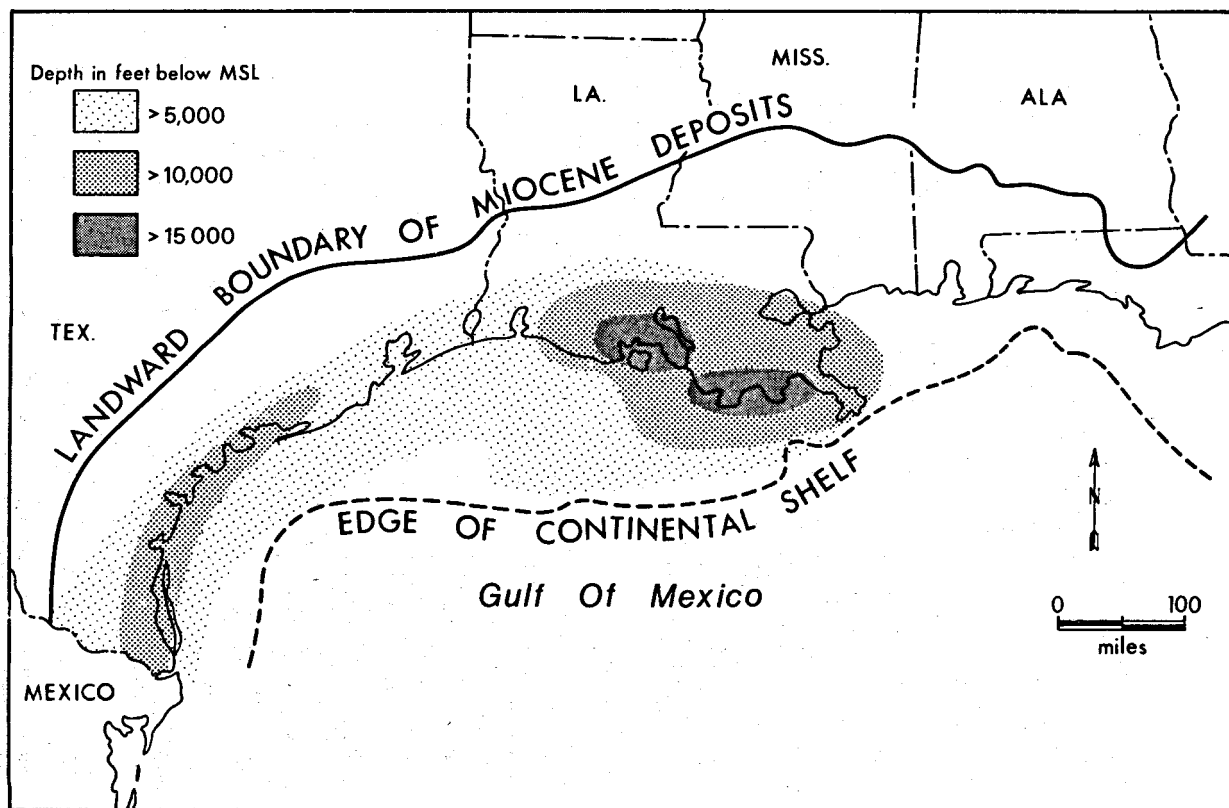 Depth in feet below MSL
>5,000
>10,000
>15 000
LA.
MISS.
ALA
TEX.
LANDWARD BOUNDARY OF MIOCENE DEPOSITS
EDGE OF CONTINENTAL SHELF
Gulf Of Mexico
N
0 100
miles
MEXICO